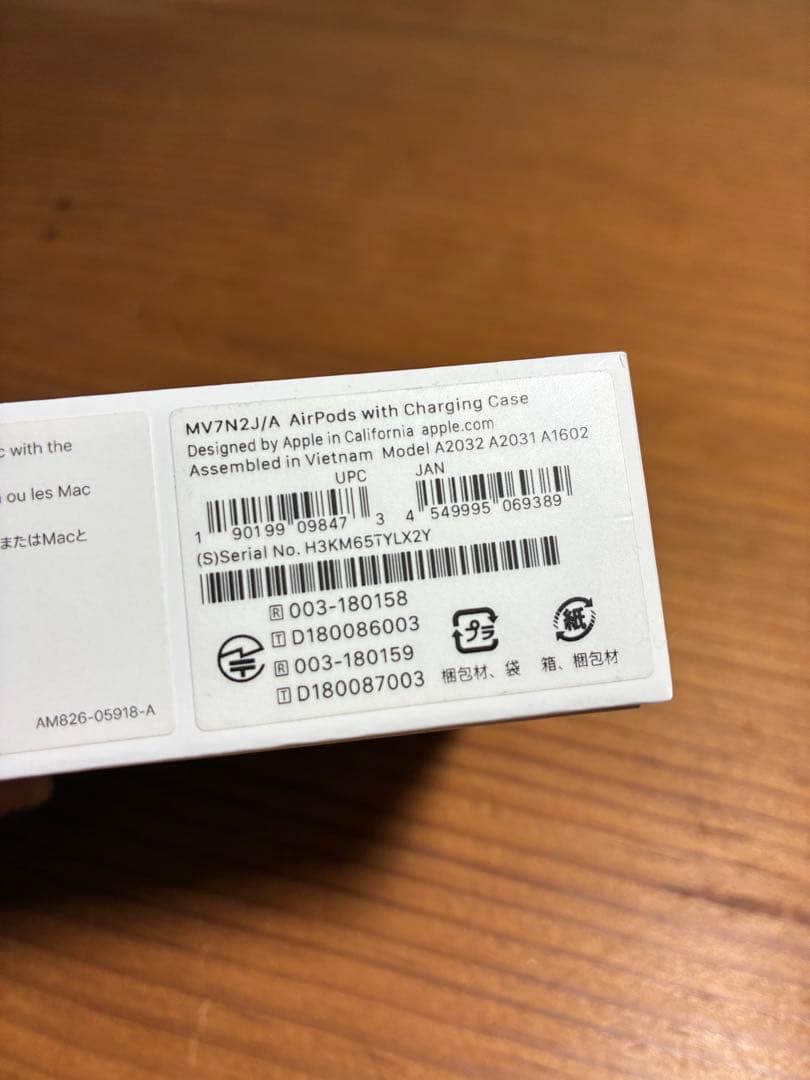 c with the
ou les Mac
またはMacと
AM826-05918-A
MV7N2J/A AirPods with Charging Case
Designed by Apple in California apple.com
Assembled in Vietnam Model A2032 A2031 A1602
UPC
JAN
1 90199 09847 3
4 549995 069389
(S)Serial No. H3KM65TYLX2Y
R 003-180158
T D180086003
R 003-180159
T D180087003
プラ
梱包材、袋
紙
箱、梱包材